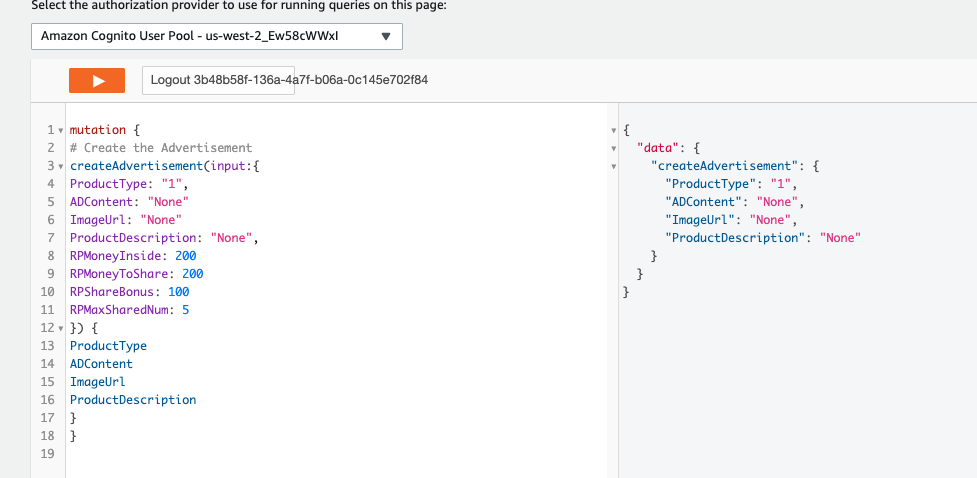 Select the authorization provider to use for running queries on this page:
Amazon Cognito User Pool - us-west-2_Ew58cWWxl
Logout 3b48b58f-136a-4a7f-b06a-0c145e702f84
1 mutation {
2 # Create the Advertisement
3 createAdvertisement(input:{
4 ProductType: "1",
5 ADContent: "None"
6 ImageUrl: "None"
7 ProductDescription: "None",
8 RPMoneyInside: 200
9 RPMoneyToShare: 200
10 RPShareBonus: 100
11 RPMaxSharedNum: 5
12 }) {
13 ProductType
14 ADContent
15 ImageUrl
16 ProductDescription
17 }
18 }
19
{
"data": {
"createAdvertisement": {
"ProductType": "1",
"ADContent": "None",
"ImageUrl": "None",
"ProductDescription": "None"
}
}
}